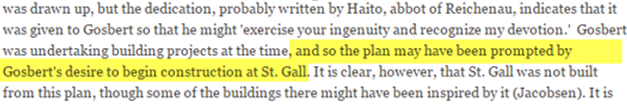 was drawn up, but the dedication, probably written by Haito, abbot of Reichenau, indicates that it
was given to Gosbert so that he might 'exercise your ingenuity and recognize my devotion.' Gosbert
was undertaking building projects at the time, and so the plan may have been prompted by
Gosbert's desire to begin construction at St. Gall. It is clear, however, that St. Gall was not built
from this plan, though some of the buildings there might have been inspired by it (Jacobsen). It is